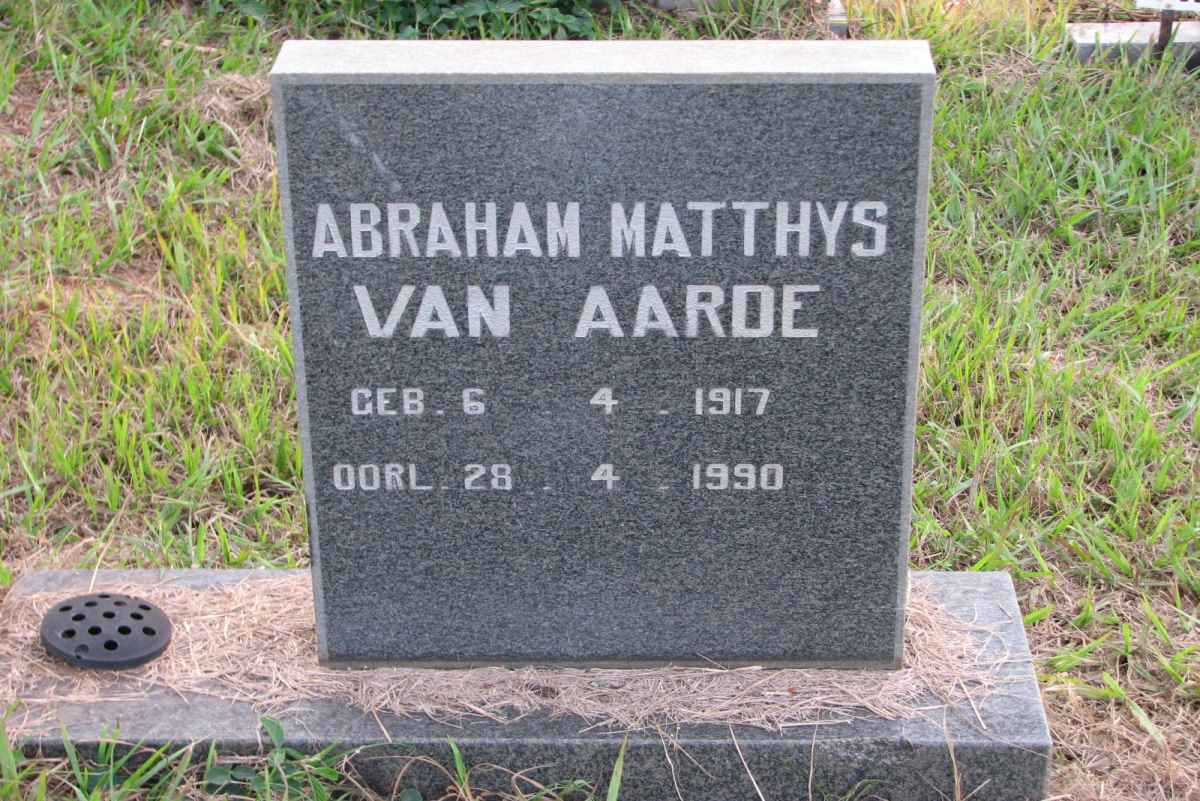 ABRAHAM MATTHYS
VAN AARDE
GEB. 6 . 4 . 1917
OORL. 28 . 4 . 1990